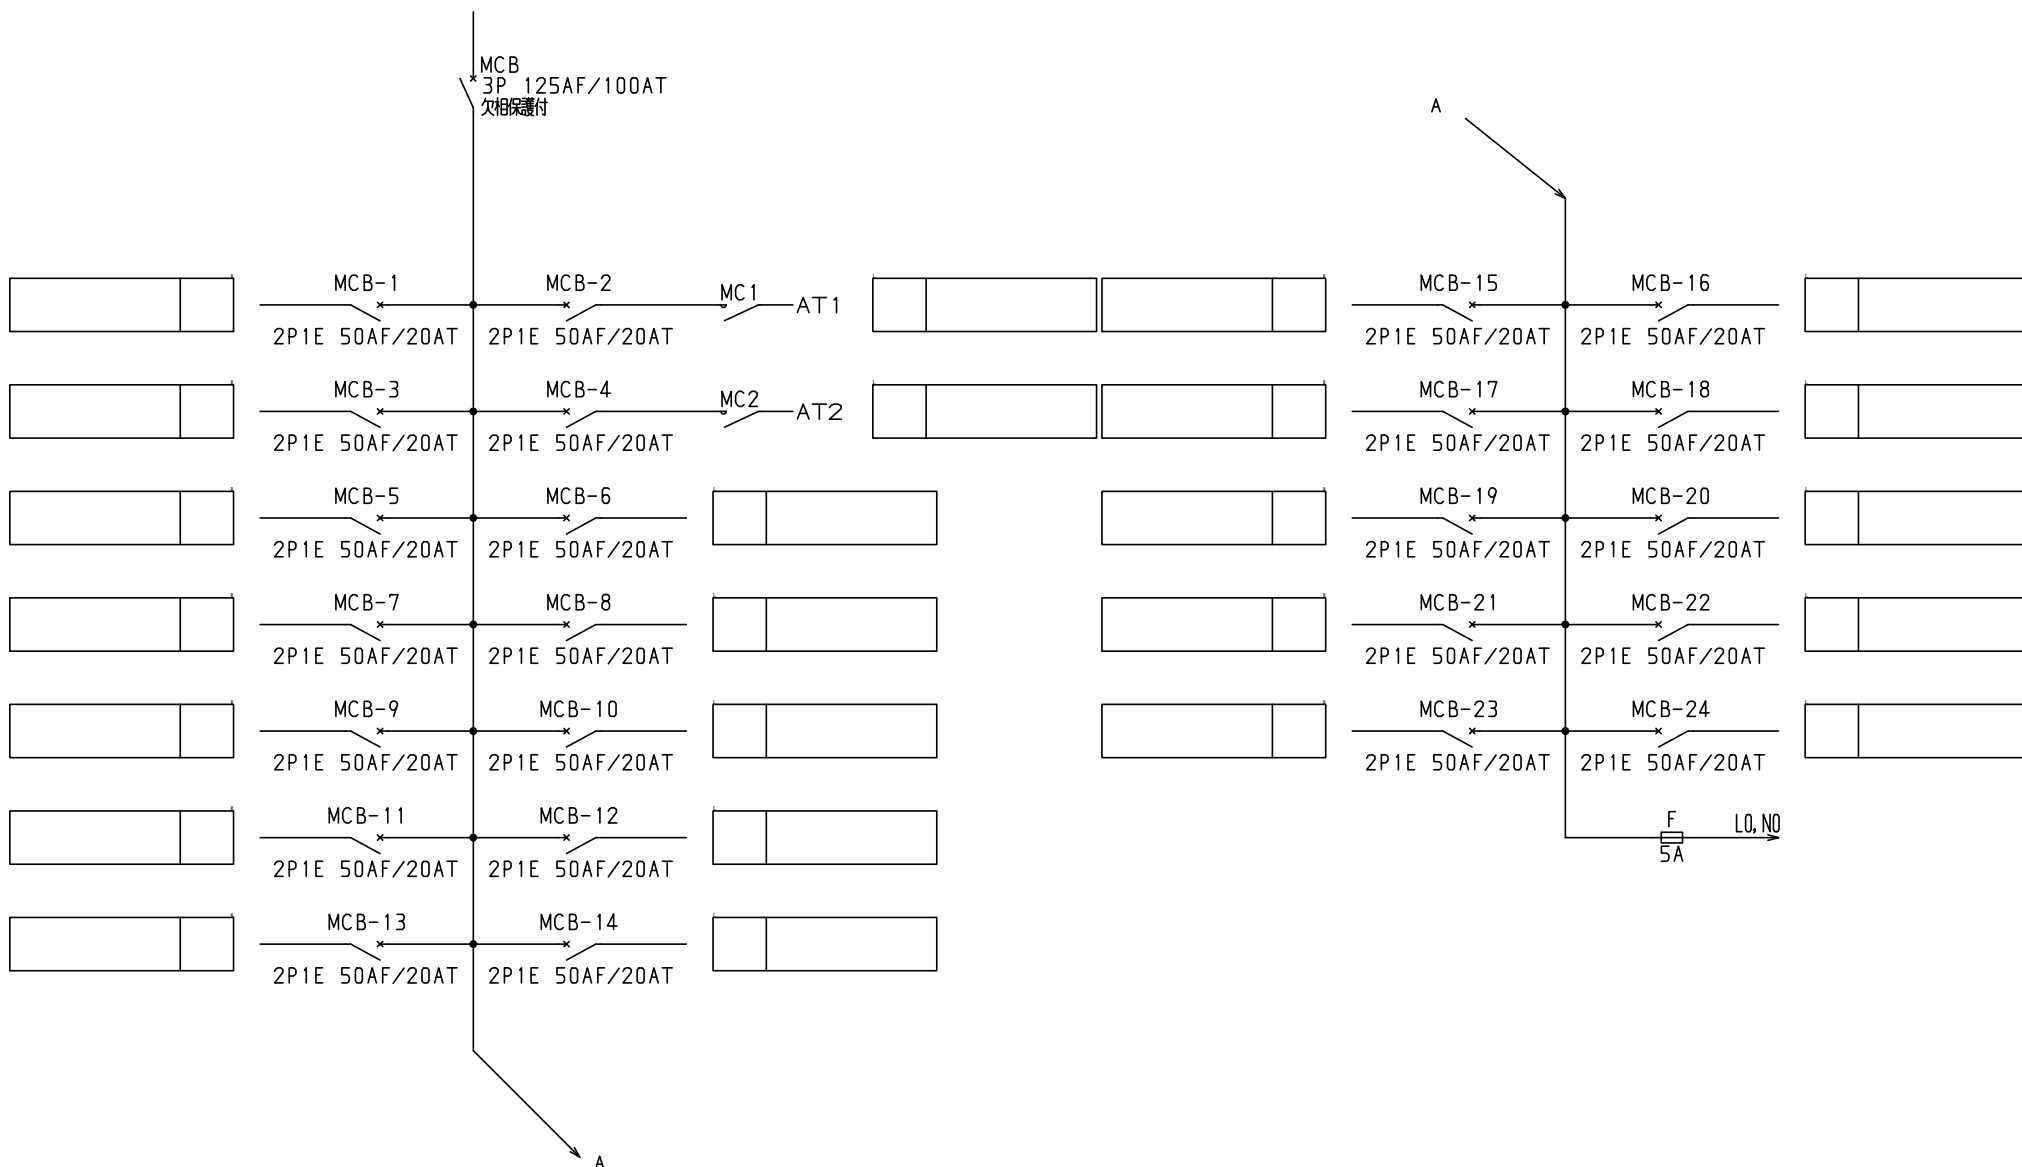 MCB
3P 125AF/100AT
欠相保護付
MCB-1 MCB-2 MC1 AT1
2P1E 50AF/20AT 2P1E 50AF/20AT
MCB-3 MCB-4 MC2 AT2
2P1E 50AF/20AT 2P1E 50AF/20AT
MCB-5 MCB-6
2P1E 50AF/20AT 2P1E 50AF/20AT
MCB-7 MCB-8
2P1E 50AF/20AT 2P1E 50AF/20AT
MCB-9 MCB-10
2P1E 50AF/20AT 2P1E 50AF/20AT
MCB-11 MCB-12
2P1E 50AF/20AT 2P1E 50AF/20AT
MCB-13 MCB-14
2P1E 50AF/20AT 2P1E 50AF/20AT
A
A
MCB-15 MCB-16
2P1E 50AF/20AT 2P1E 50AF/20AT
MCB-17 MCB-18
2P1E 50AF/20AT 2P1E 50AF/20AT
MCB-19 MCB-20
2P1E 50AF/20AT 2P1E 50AF/20AT
MCB-21 MCB-22
2P1E 50AF/20AT 2P1E 50AF/20AT
MCB-23 MCB-24
2P1E 50AF/20AT 2P1E 50AF/20AT
F L0,N0
5A